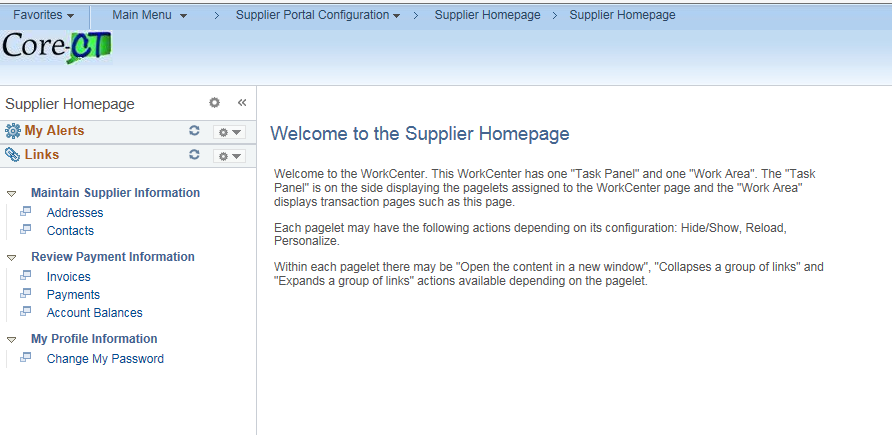 Favorites Main Menu > Supplier Portal Configuration > Supplier Homepage > Supplier Homepage
Core-CT
Supplier Homepage «
My Alerts
Links
Maintain Supplier Information
Addresses
Contacts
Review Payment Information
Invoices
Payments
Account Balances
My Profile Information
Change My Password
Welcome to the Supplier Homepage
Welcome to the WorkCenter. This WorkCenter has one "Task Panel" and one "Work Area". The "Task
Panel" is on the side displaying the pagelets assigned to the WorkCenter page and the "Work Area"
displays transaction pages such as this page.
Each pagelet may have the following actions depending on its configuration: Hide/Show, Reload,
Personalize.
Within each pagelet there may be "Open the content in a new window", "Collapses a group of links" and
"Expands a group of links" actions available depending on the pagelet.